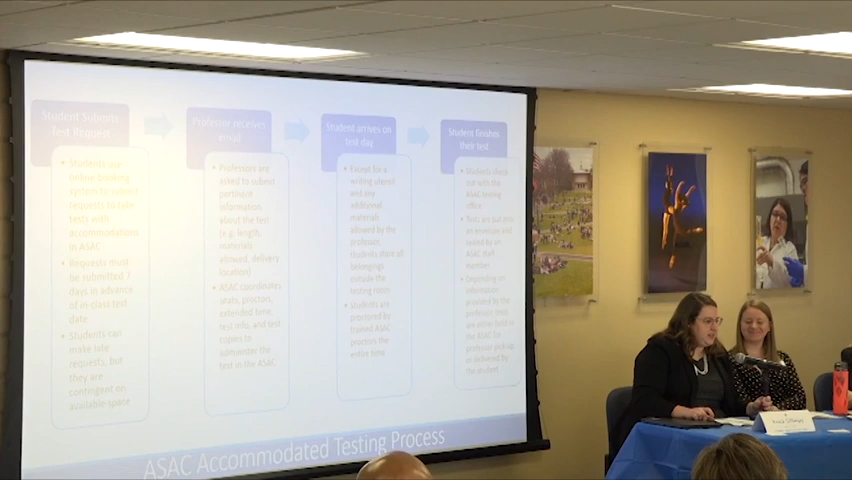 Student Submits
Test Request
Professor receives
email
Student arrives on
test day
Student finishes
their test
• Students use
online booking
system to submit
requests to take
tests with
accommodations
in ASAC
• Requests must
be submitted 7
days in advance
of in class test
date
• Students can
make late
requests, but
they are
contingent on
available space
• Professors are
asked to submit
pertinent
information
about the test
(e.g. length,
materials
allowed, delivery
location)
• ASAC coordinates
seats, proctors,
extended time,
test info, and test
copies to
administer the
test in the ASAC
• Except for a
writing utensil
and any
additional
materials
allowed by the
professor,
students store all
belongings
outside the
testing room
• Students are
proctored by
trained ASAC
proctors the
entire time
• Students check
out with the
ASAC testing
office
• Tests are put into
an envelope and
sealed by an
ASAC staff
member
• Depending on
information
provided by the
professor, tests
are either held in
the ASAC for
professor pick-up
or delivered by
the student
ASAC Accommodated Testing Process